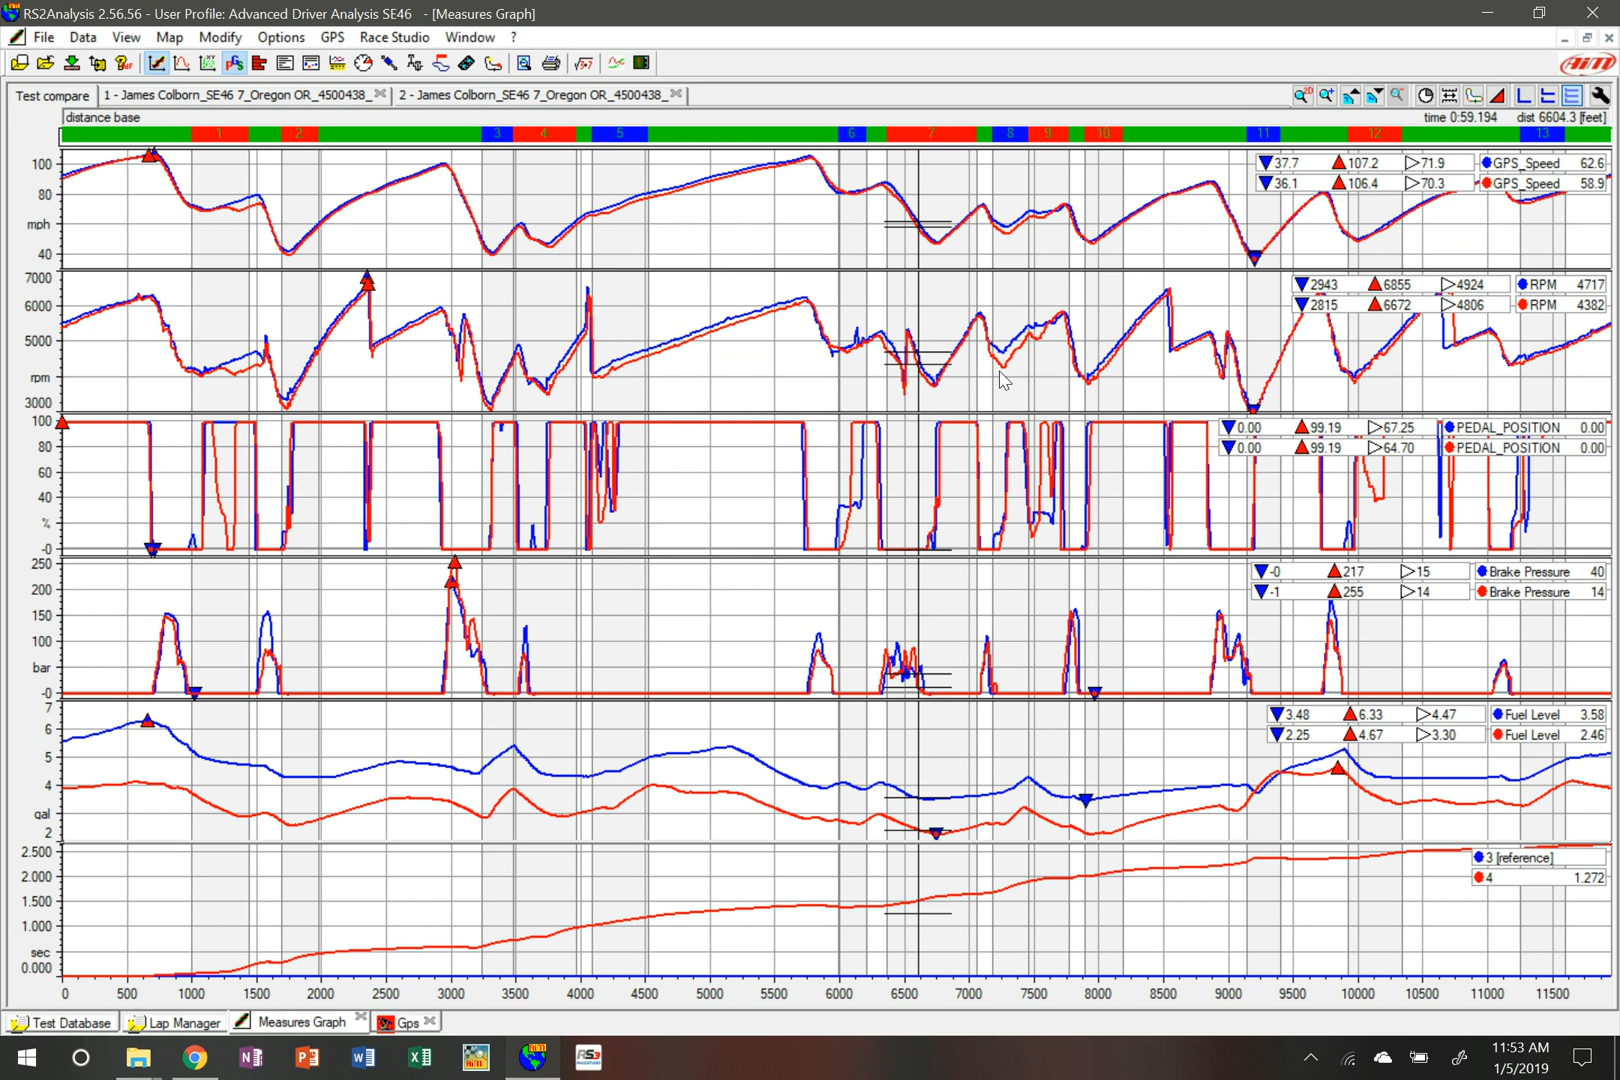 RS2Analysis 2.56.56 - User Profile: Advanced Driver Analysis SE46 - [Measures Graph]
File Data View Map Modify Options GPS Race Studio Window ?
AiM
Test compare 1 - James Colborn_SE46 7_Oregon OR_4500438_ 2 - James Colborn_SE46 7_Oregon OR_4500438_
distance base time 0:59.194 dist 6604.3 [feet]
1 2 3 4 5 6 7 8 9 10 11 12 13
100 80 mph 40
37.7 107.2 71.9 GPS_Speed 62.6
36.1 106.4 70.3 GPS_Speed 58.9
7000 6000 5000 rpm 3000
2943 6855 4924 RPM 4717
2815 6672 4806 RPM 4382
100 80 60 40 % -0
0.00 99.19 67.25 PEDAL_POSITION 0.00
0.00 99.19 64.70 PEDAL_POSITION 0.00
250 200 150 100 bar -0
-0 217 15 Brake Pressure 40
-1 255 14 Brake Pressure 14
7 6 5 4 gal 2
3.48 6.33 4.47 Fuel Level 3.58
2.25 4.67 3.30 Fuel Level 2.46
2.500 2.000 1.500 1.000 sec 0.000
3 [reference]
4 1.272
0 500 1000 1500 2000 2500 3000 3500 4000 4500 5000 5500 6000 6500 7000 7500 8000 8500 9000 9500 10000 10500 11000 11500
Test Database Lap Manager Measures Graph Gps
11:53 AM
1/5/2019